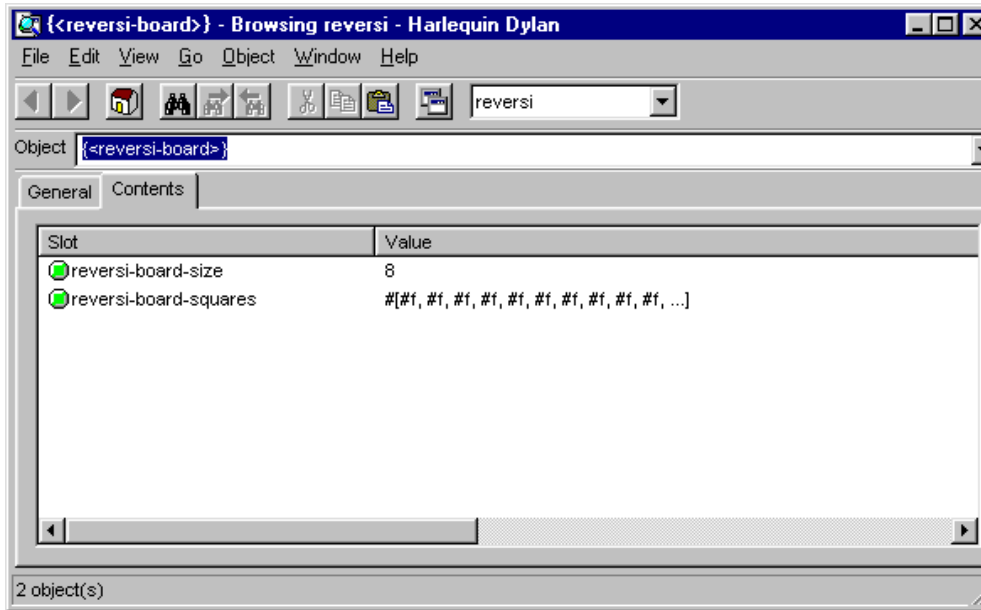 {<reversi-board>} - Browsing reversi - Harlequin Dylan
File Edit View Go Object Window Help
reversi
Object {<reversi-board>}
General Contents
Slot Value
reversi-board-size 8
reversi-board-squares #[#f, #f, #f, #f, #f, #f, #f, #f, #f, #f, ...]
2 object(s)